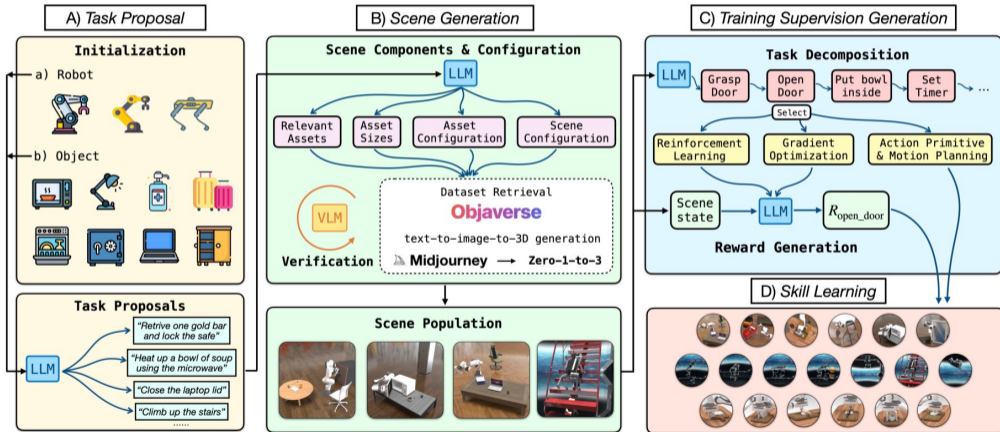 A) Task Proposal
Initialization
a) Robot
b) Object
Task Proposals
LLM
"Retrive one gold bar
and lock the safe"
"Heat up a bowl of soup
using the microwave"
"Close the laptop lid"
"Climb up the stairs"
......
B) Scene Generation
Scene Components & Configuration
LLM
Relevant
Assets
Asset
Sizes
Asset
Configuration
Scene
Configuration
VLM
Verification
Dataset Retrieval
Objaverse
text-to-image-to-3D generation
Midjourney
Zero-1-to-3
Scene Population
C) Training Supervision Generation
Task Decomposition
LLM
Grasp
Door
Open
Door
Put bowl
inside
Set
Timer
...
Select
Reinforcement
Learning
Gradient
Optimization
Action Primitive
& Motion Planning
Scene
state
LLM
R_open_door
Reward Generation
D) Skill Learning